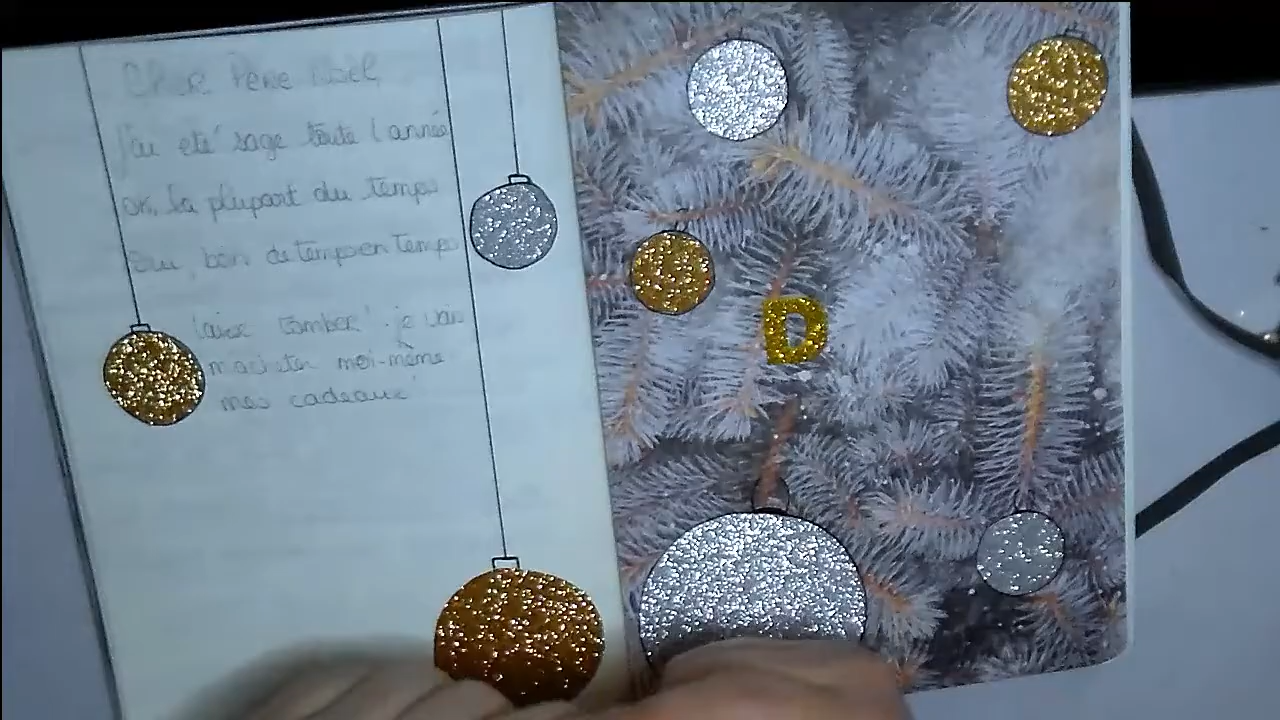 Cher Père Noël
J'ai été sage toute l'année
OK, la plupart du temps
bon de temps en temps
laisse tomber je vais
m'acheter moi-même
mes cadeaux
D